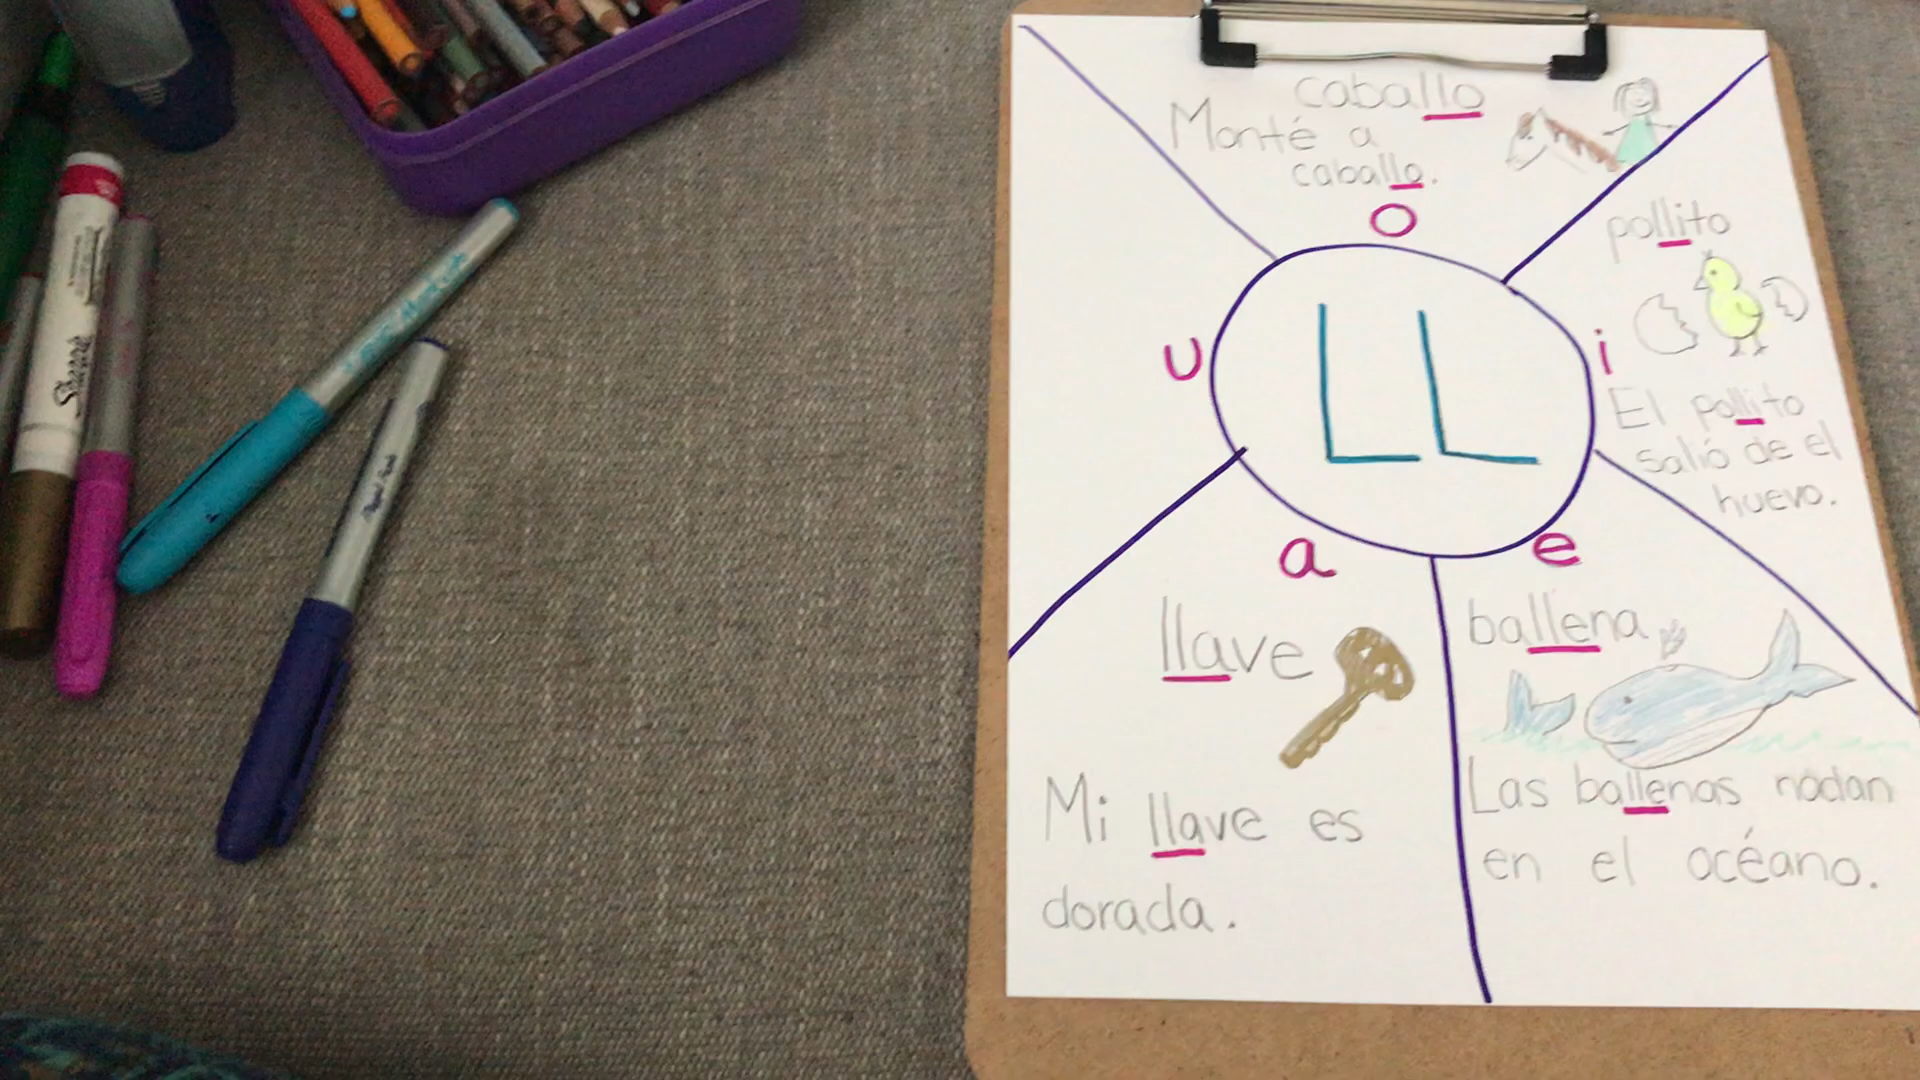 caballo
Monté a
caballo.
o
pollito
i
El pollito
salió de el
huevo.
u
LL
a
e
llave
Mi llave es
dorada.
ballena
Las ballenas nadan
en el océano.
Sharpie